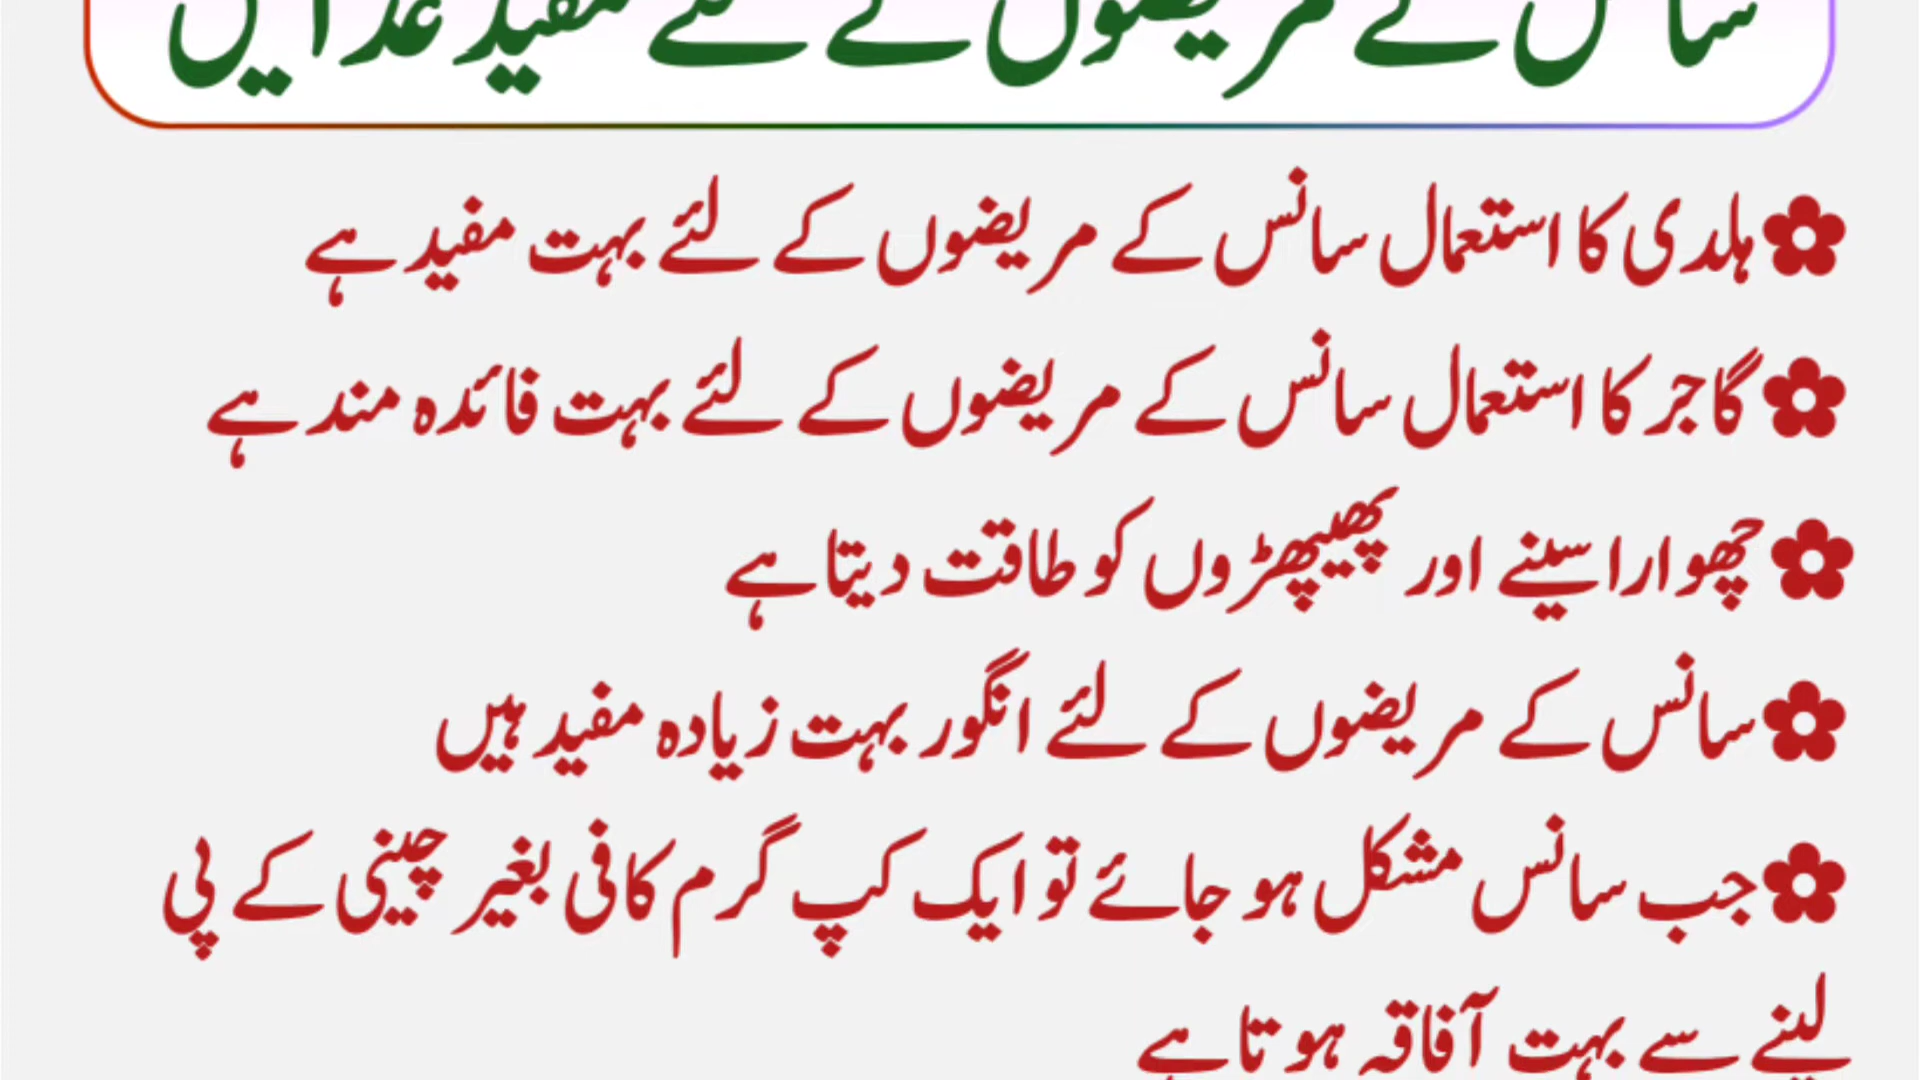 سانس کے مریضوں کے لئے مفید غذائیں
ہلدی کا استعمال سانس کے مریضوں کے لئے بہت مفید ہے
گاجر کا استعمال سانس کے مریضوں کے لئے بہت فائدہ مند ہے
چھوارا سینے اور پھیپھڑوں کو طاقت دیتا ہے
سانس کے مریضوں کے لئے انگور بہت زیادہ مفید ہیں
جب سانس مشکل ہو جائے تو ایک کپ گرم کافی بغیر چینی کے پی
لینے سے بہت آفاقہ ہوتا ہے